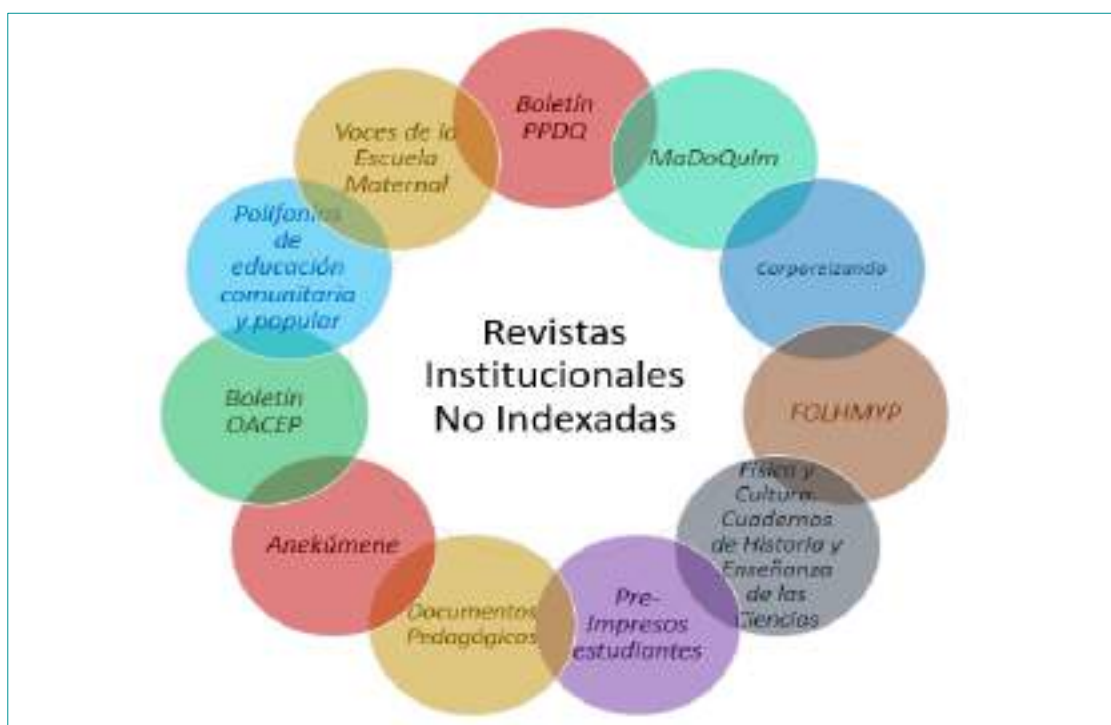 Boletín
PPDQ
MaDoQuIm
Corporeizando
FOLHMYP
Física y
Cultura:
Cuadernos
de Historia y
Enseñanza
de las
Ciencias
Pre-
Impresos
estudiantes
Documentos
Pedagógicos
Anekúmene
Boletín
OACEP
Polifonías
de
educación
comunitaria
y popular
Voces de la
Escuela
Maternal
Revistas
Institucionales
No Indexadas